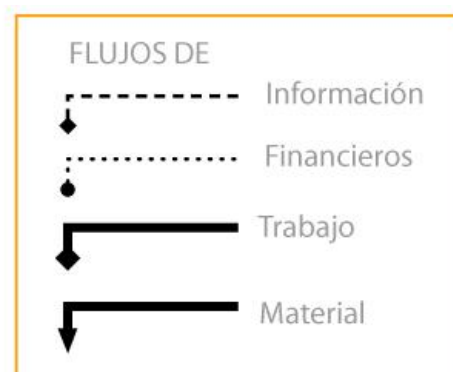 FLUJOS DE
Información
Financieros
Trabajo
Material